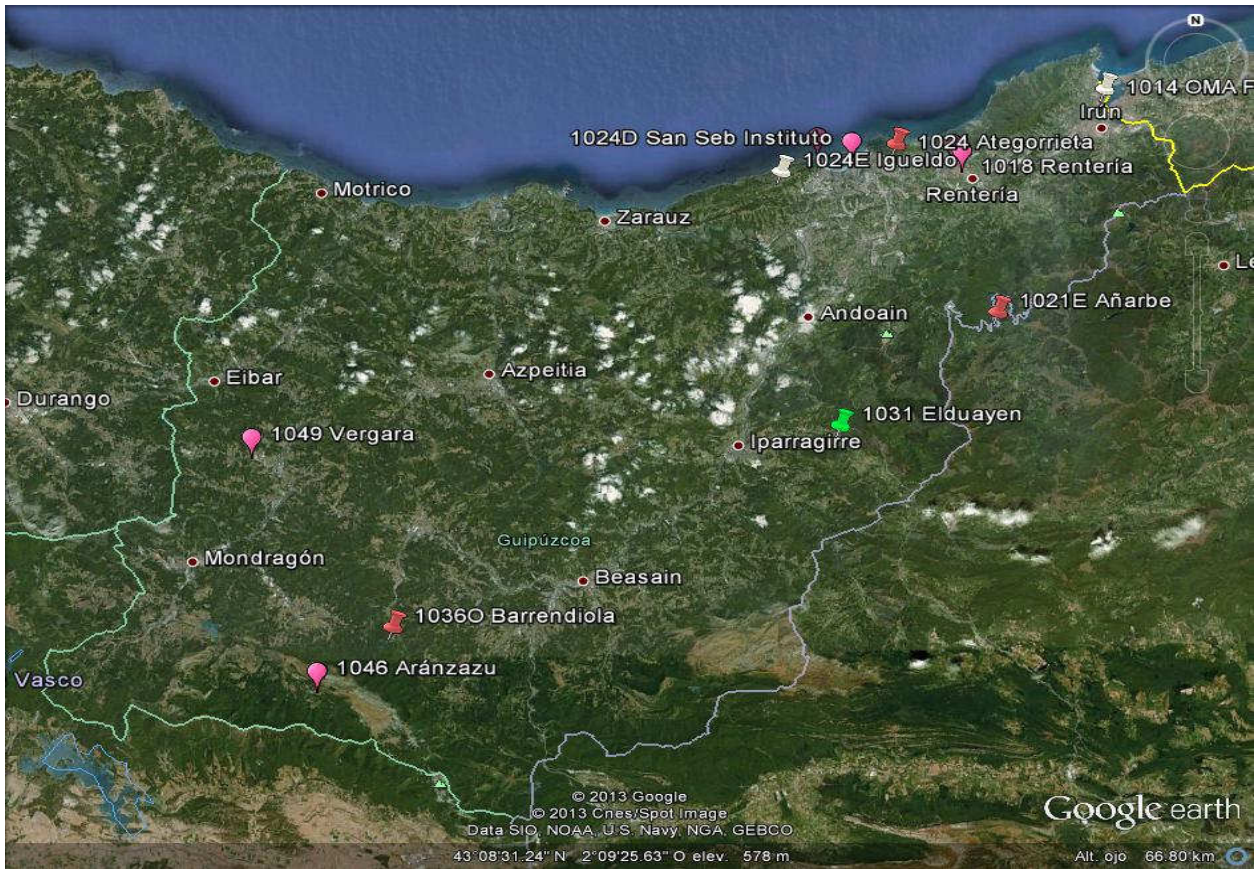 N
1014 OMA F
Irún
1024D San Seb Instituto
1024 Ategorrieta
1024E Igueldo
1018 Rentería
Rentería
Motrico
Zarauz
Le
1021E Añarbe
Andoain
Azpeitia
Eibar
Durango
1031 Elduayen
1049 Vergara
Iparragirre
Guipúzcoa
Mondragón
Beasain
1036O Barrendiola
1046 Aránzazu
Vasco
© 2013 Google
© 2013 Cnes/Spot Image
Data SIO, NOAA, U.S. Navy, NGA, GEBCO
Google earth
43°08'31.24" N 2°09'25.63" O elev. 578 m
Alt. ojo 66.80 km